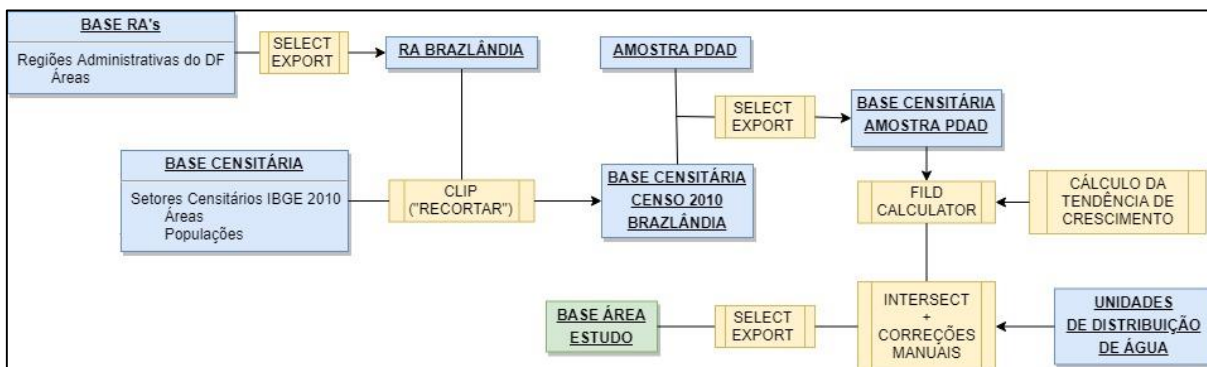 BASE RA's
Regiões Administrativas do DF
Áreas
SELECT
EXPORT
RA BRAZLÂNDIA
AMOSTRA PDAD
SELECT
EXPORT
BASE CENSITÁRIA
AMOSTRA PDAD
BASE CENSITÁRIA
Setores Censitários IBGE 2010
Áreas
Populações
CLIP
("RECORTAR")
BASE CENSITÁRIA
CENSO 2010
BRAZLÂNDIA
FILD
CALCULATOR
CÁLCULO DA
TENDÊNCIA DE
CRESCIMENTO
BASE ÁREA
ESTUDO
SELECT
EXPORT
INTERSECT
+
CORREÇÕES
MANUAIS
UNIDADES
DE DISTRIBUIÇÃO
DE ÁGUA